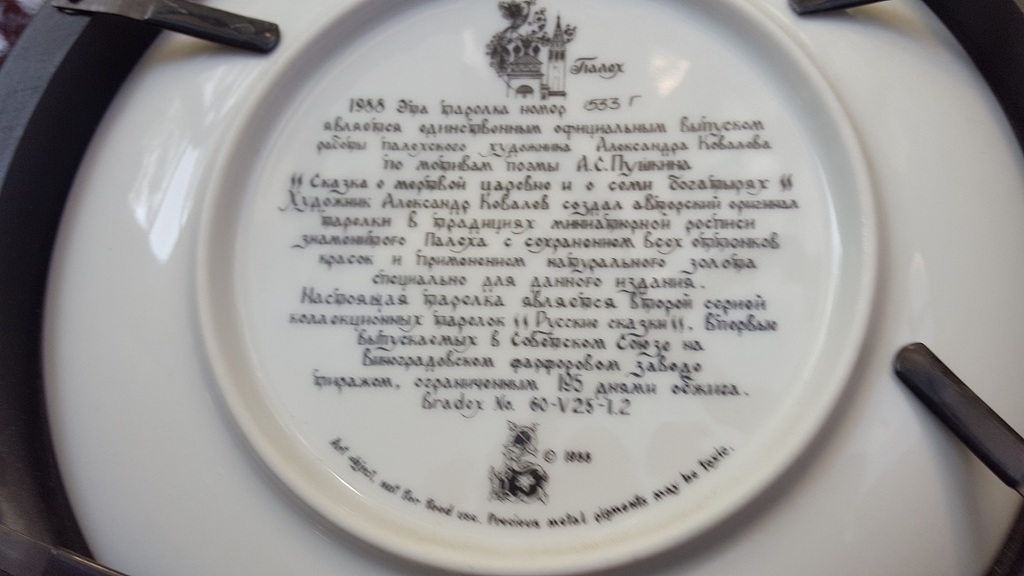 Палех
1988 Эта тарелка номер 533 Г
является единственным официальным выпуском
работы палехского художника Александра Ковалева
по мотивам поэмы А.С.Пушкина
"Сказка о мертвой царевне и о семи богатырях"
Художник Александр Ковалев создал авторский оригинал
тарелки в традициях миниатюрной росписи
знаменитого Палеха с сохранением всех оттенков
красок и применением натурального золота
специально для данного издания.
Настоящая тарелка является второй серией
коллекционных тарелок "Русские сказки". Впервые
выпускаемых в Советском Союзе на
Виноградовском фарфоровом заводе
тиражом, ограниченным 195 днями обжига.
Bradex No. 60-V25-1.2
© 1988
Art object, not for food use. Precious metal pigments may be toxic.